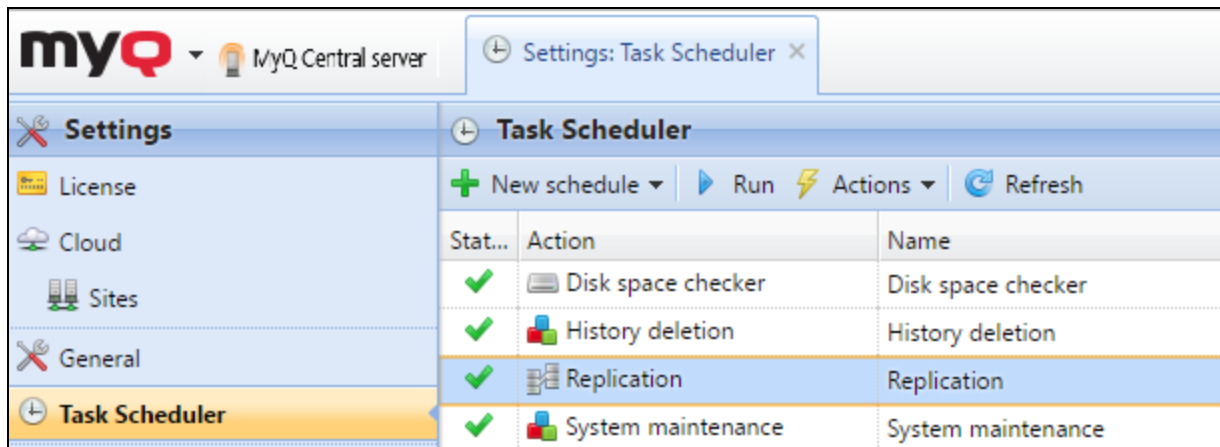 myQ MyQ Central server Settings: Task Scheduler
Settings
Task Scheduler
License
New schedule Run Actions Refresh
Cloud
Stat... Action Name
Sites
Disk space checker Disk space checker
History deletion History deletion
General
Replication Replication
Task Scheduler
System maintenance System maintenance